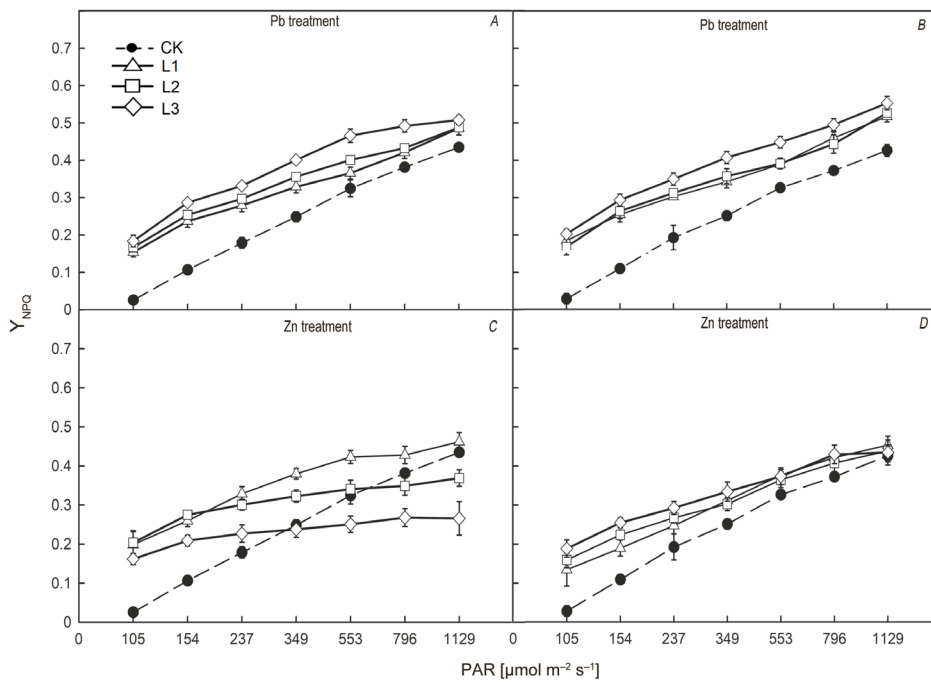 Pb treatment
A
CK
L1
L2
L3
0.7
0.6
0.5
0.4
0.3
0.2
0.1
0
Pb treatment
B
Y_NPQ
Zn treatment
C
0.7
0.6
0.5
0.4
0.3
0.2
0.1
0
Zn treatment
D
0 105 154 237 349 553 796 1129
0 105 154 237 349 553 796 1129
PAR [µmol m⁻² s⁻¹]